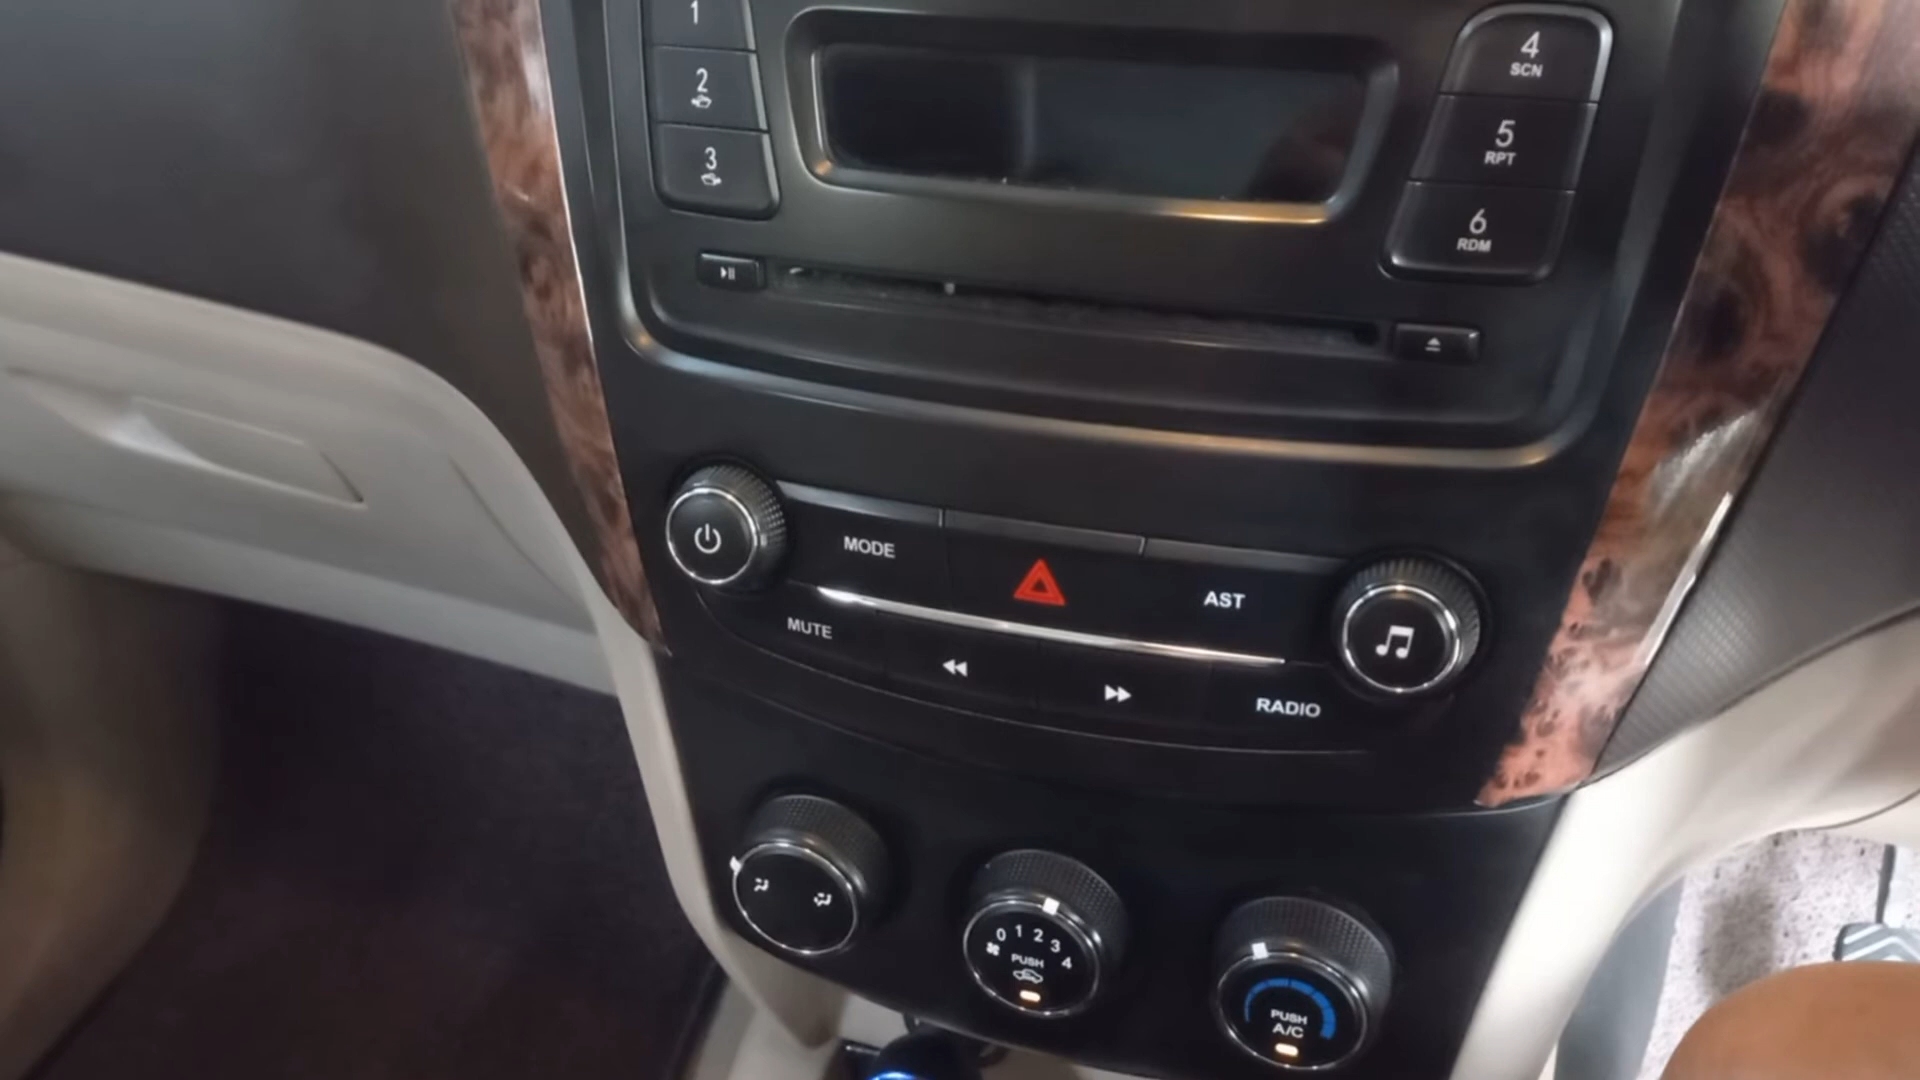 1
2
3
4
SCN
5
RPT
6
RDM
MODE
AST
MUTE
RADIO
0 1 2 3 4
PUSH
PUSH
A/C